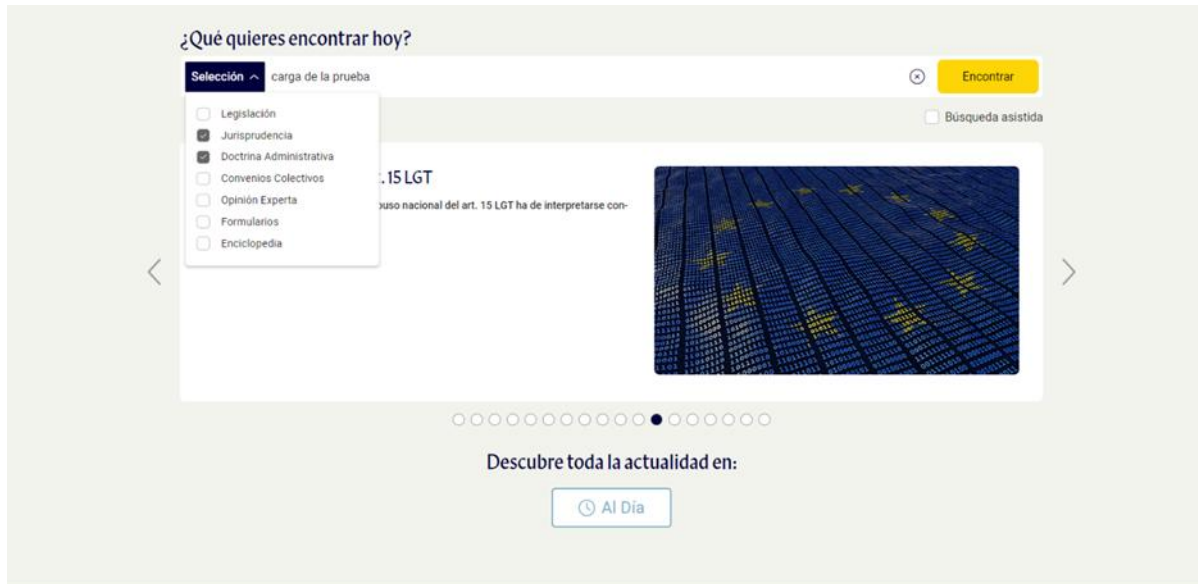 ¿Qué quieres encontrar hoy?
Selección carga de la prueba Encontrar
Legislación
Búsqueda asistida
Jurisprudencia
Doctrina Administrativa
Convenios Colectivos
. 15 LGT
Opinión Experta
uso nacional del art. 15 LGT ha de interpretarse con-
Formularios
Enciclopedia
Descubre toda la actualidad en:
Al Día